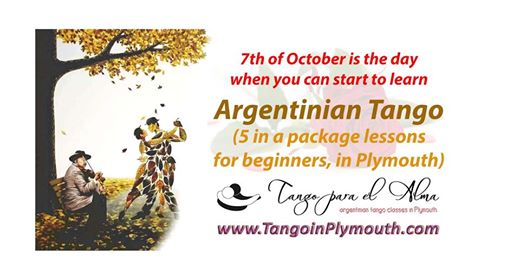 7th of October is the day
when you can start to learn
Argentinian Tango
(5 in a package lessons
for beginners, in Plymouth)
Tango para el Alma
argentinian tango classes in Plymouth
www.TangoinPlymouth.com